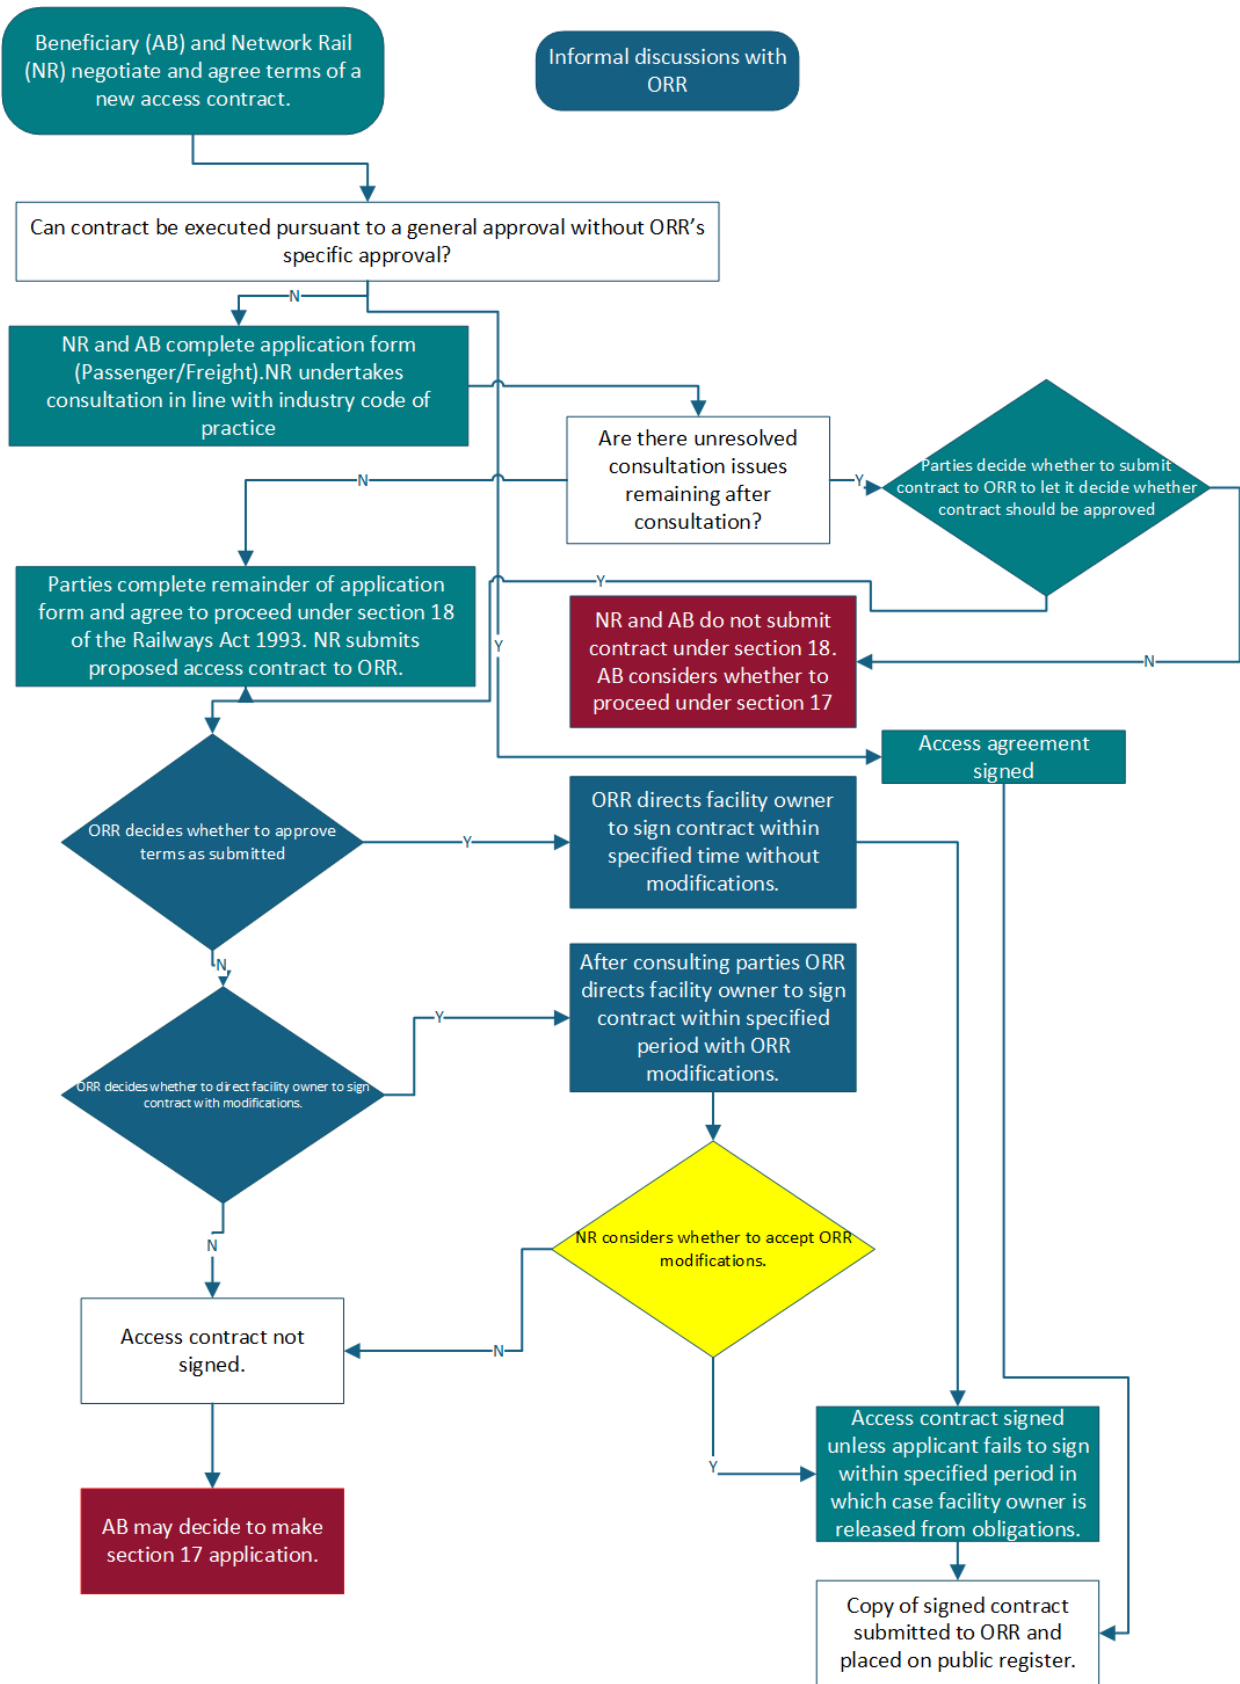 Beneficiary (AB) and Network Rail
(NR) negotiate and agree terms of a
new access contract.
Informal discussions with
ORR
Can contract be executed pursuant to a general approval without ORR’s
specific approval?
N
NR and AB complete application form
(Passenger/Freight).NR undertakes
consultation in line with industry code of
practice
Are there unresolved
consultation issues
remaining after
consultation?
Y
Parties decide whether to submit
contract to ORR to let it decide whether
contract should be approved
N
Y
Parties complete remainder of application
form and agree to proceed under section 18
of the Railways Act 1993. NR submits
proposed access contract to ORR.
Y
NR and AB do not submit
contract under section 18.
AB considers whether to
proceed under section 17
N
Access agreement
signed
ORR decides whether to approve
terms as submitted
Y
ORR directs facility owner
to sign contract within
specified time without
modifications.
N
After consulting parties ORR
directs facility owner to sign
contract within specified
period with ORR
modifications.
Y
ORR decides whether to direct facility owner to sign
contract with modifications.
N
NR considers whether to accept ORR
modifications.
Access contract not
signed.
N
Y
Access contract signed
unless applicant fails to sign
within specified period in
which case facility owner is
released from obligations.
AB may decide to make
section 17 application.
Copy of signed contract
submitted to ORR and
placed on public register.